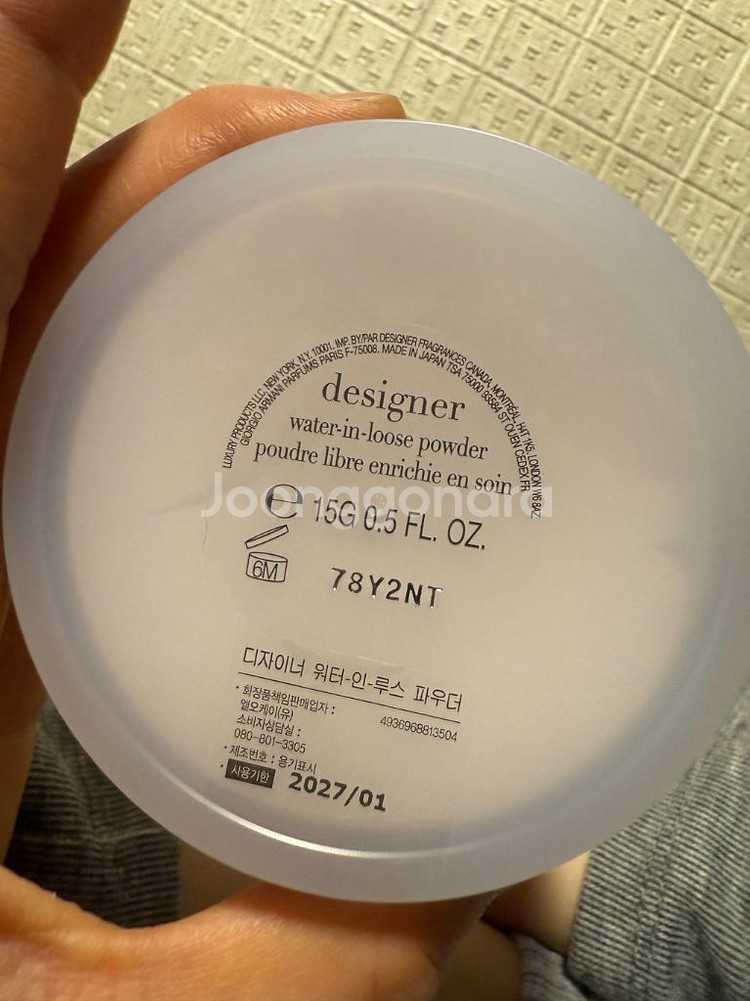 LUXURY PRODUCTS LLC, NEW YORK, N.Y. 10001. IMP. BY/PAR DESIGNER FRAGRANCES CANADA, MONTRÉAL, H4T 1K5, LONDON W6 8AZ.
GIORGIO ARMANI PARFUMS PARIS F-75008. MADE IN JAPAN TSA 75000 93584 ST OUEN CEDEX FR
designer
water-in-loose powder
poudre libre enrichie en soin
Joonggonara
e 15G 0.5 FL. OZ.
6M
78Y2NT
디자이너 워터-인-루스 파우더
· 화장품책임판매업자 :
엘오케이(유)
4936968813504
소비자상담실 :
080-801-3305
· 제조번호 : 용기표시
· 사용기한 2027/01